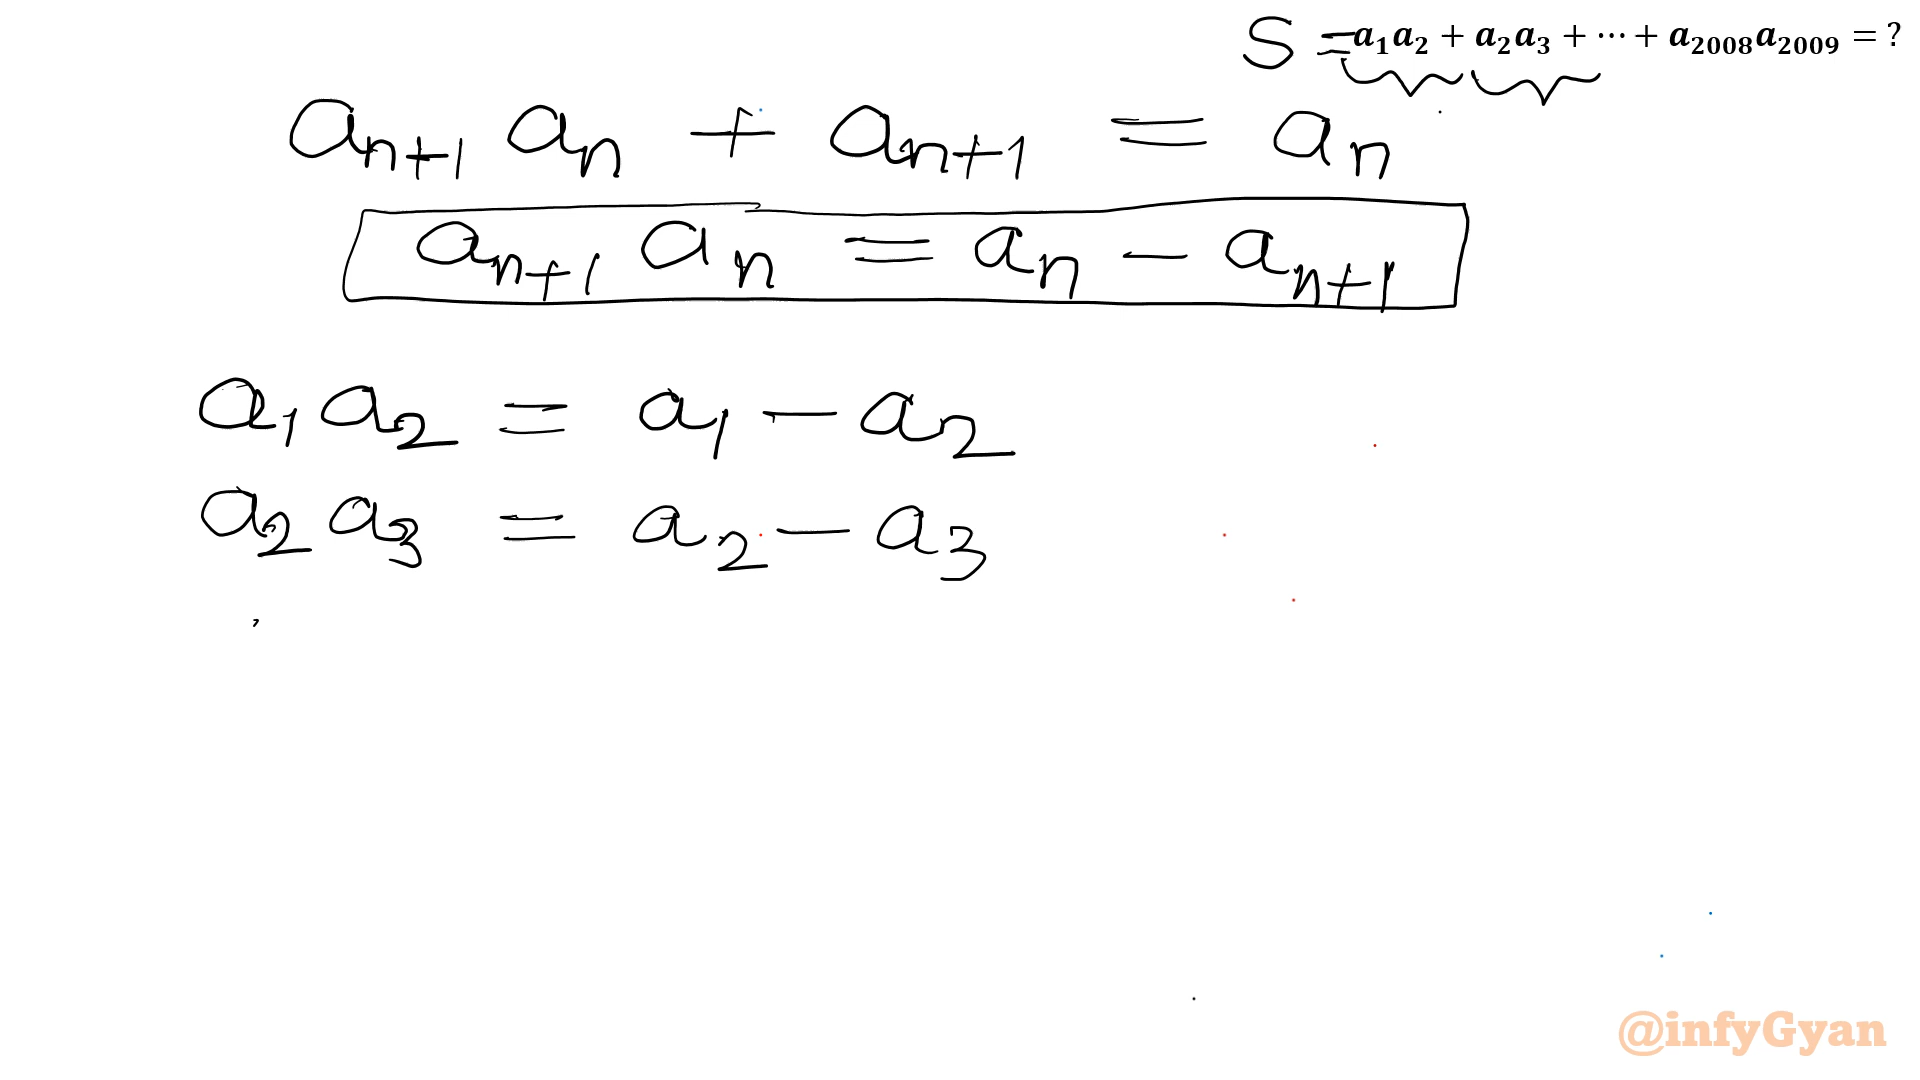 S = a₁a₂ + a₂a₃ + ⋯ + a₂₀₀₈a₂₀₀₉ = ?
aₙ₊₁ aₙ + aₙ₊₁ = aₙ
aₙ₊₁ aₙ = aₙ − aₙ₊₁
a₁ a₂ = a₁ − a₂
a₂ a₃ = a₂ − a₃
@infyGyan